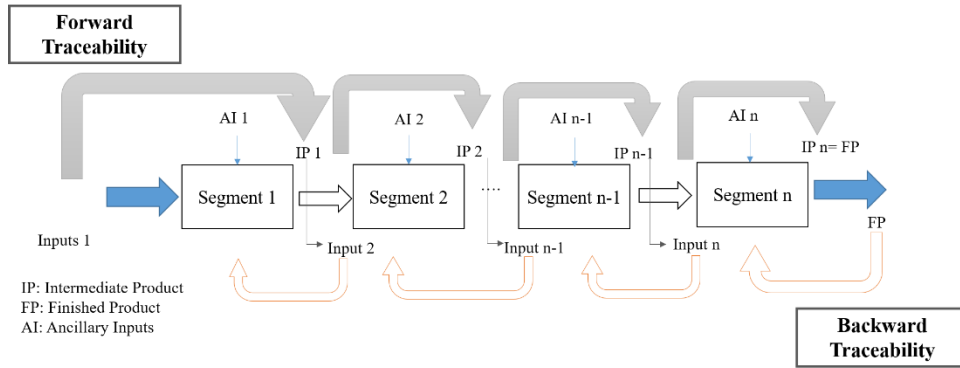 Forward
Traceability
AI 1
AI 2
AI n-1
AI n
IP 1
IP 2
IP n-1
IP n= FP
Segment 1
Segment 2
....
Segment n-1
Segment n
Inputs 1
Input 2
Input n-1
Input n
FP
IP: Intermediate Product
FP: Finished Product
AI: Ancillary Inputs
Backward
Traceability